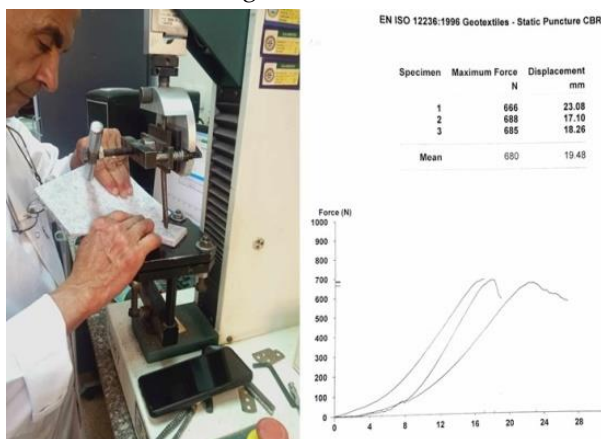 EN ISO 12236:1996 Geotextiles - Static Puncture CBR
Specimen Maximum Force Displacement
N mm
1 666 23.08
2 688 17.10
3 685 18.26
Mean 680 19.48
Force (N)
1000
900
800
700
600
500
400
300
200
100
0
0 4 8 12 16 20 24 28